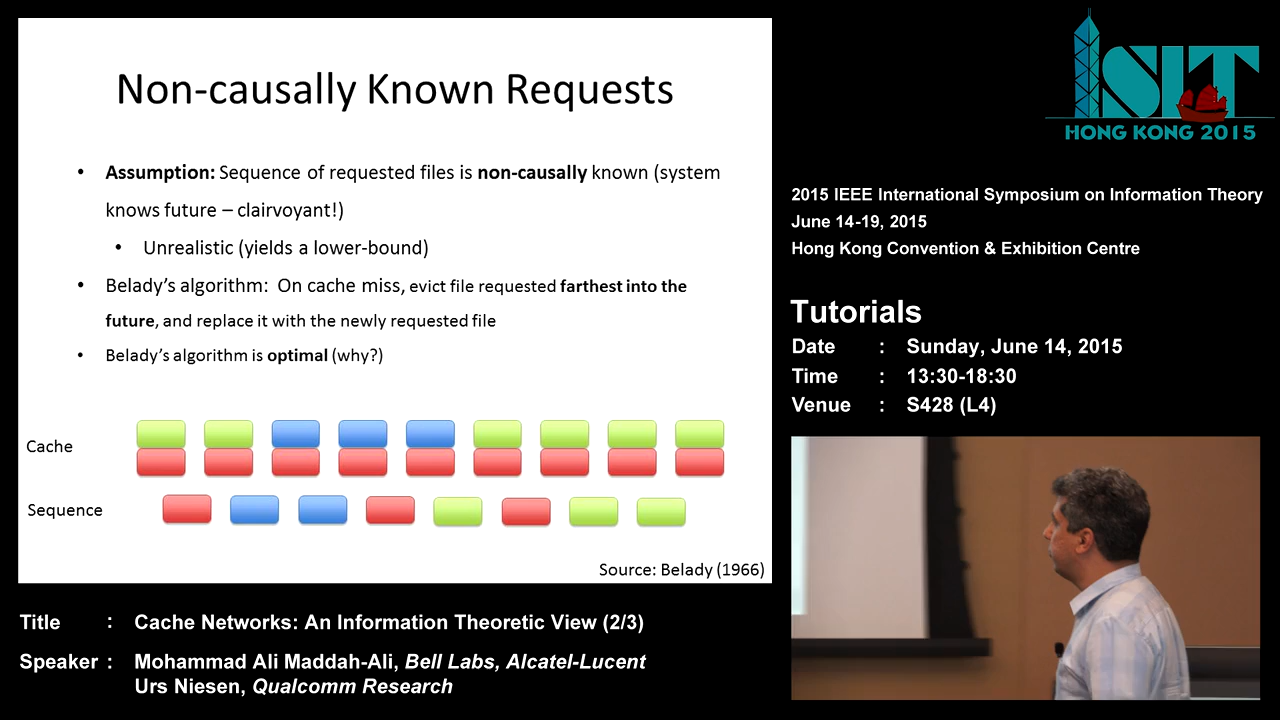 Non-causally Known Requests
• Assumption: Sequence of requested files is non-causally known (system
knows future – clairvoyant!)
• Unrealistic (yields a lower-bound)
• Belady's algorithm: On cache miss, evict file requested farthest into the
future, and replace it with the newly requested file
• Belady's algorithm is optimal (why?)
Cache
Sequence
Source: Belady (1966)
ISIT
HONG KONG 2015
2015 IEEE International Symposium on Information Theory
June 14-19, 2015
Hong Kong Convention & Exhibition Centre
Tutorials
Date : Sunday, June 14, 2015
Time : 13:30-18:30
Venue : S428 (L4)
Title : Cache Networks: An Information Theoretic View (2/3)
Speaker : Mohammad Ali Maddah-Ali, Bell Labs, Alcatel-Lucent
Urs Niesen, Qualcomm Research